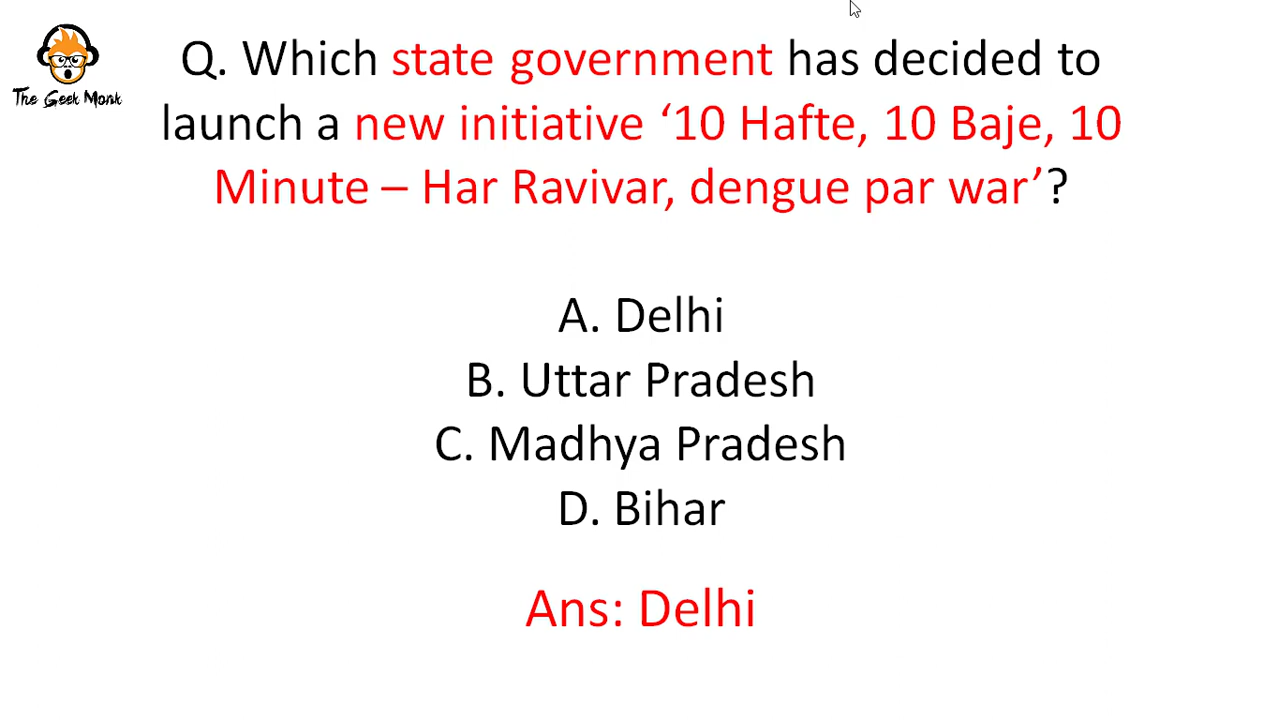 The Geek Monk
Q. Which state government has decided to
launch a new initiative ‘10 Hafte, 10 Baje, 10
Minute – Har Ravivar, dengue par war’?
A. Delhi
B. Uttar Pradesh
C. Madhya Pradesh
D. Bihar
Ans: Delhi